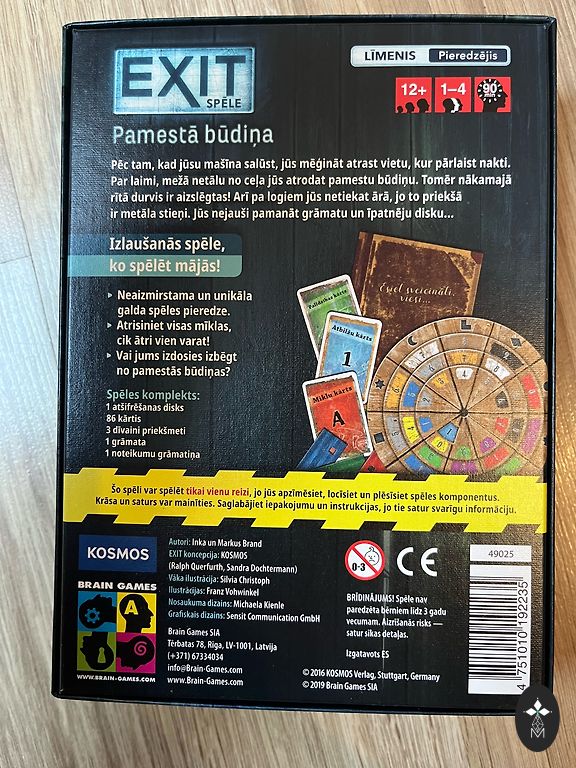 EXIT
SPĒLE
LĪMENIS Pieredzējis
12+ 1–4 90 min
Pamestā būdiņa
Pēc tam, kad jūsu mašīna salūst, jūs mēģināt atrast vietu, kur pārlaist nakti.
Par laimi, mežā netālu no ceļa jūs atrodat pamestu būdiņu. Tomēr nākamajā
rītā durvis ir aizslēgtas! Arī pa logiem jūs netiekat ārā, jo to priekšā
ir metāla stieņi. Jūs nejauši pamanāt grāmatu un īpatnēju disku...
Izlaušanās spēle,
ko spēlēt mājās!
Neaizmirstama un unikāla
galda spēles pieredze.
Atrisiniet visas mīklas,
cik ātri vien varat!
Vai jums izdosies izbēgt
no pamestās būdiņas?
Esiet sveicināti,
viesi...
Palīdzības kārts
Atbilžu kārts
1
Mīklu kārts
A
Spēles komplekts:
1 atšifrēšanas disks
86 kārtis
3 dīvaini priekšmeti
1 grāmata
1 noteikumu grāmatiņa
Šo spēli var spēlēt tikai vienu reizi, jo jūs apzīmēsiet, locīsiet un plēsīsiet spēles komponentus.
Krāsa un saturs var mainīties. Saglabājiet iepakojumu un instrukcijas, jo tie satur svarīgu informāciju.
KOSMOS
Autori: Inka un Markus Brand
EXIT koncepcija: KOSMOS
(Ralph Querfurth, Sandra Dochtermann)
Vāka ilustrācija: Silvia Christoph
Ilustrācijas: Franz Vohwinkel
Nosaukuma dizains: Michaela Kienle
Grafiskais dizains: Sensit Communication GmbH
BRAIN GAMES
A
WWW.BRAIN-GAMES.COM
Brain Games SIA
Tērbatas 78, Rīga, LV-1001, Latvija
(+371) 67334034
info@Brain-Games.com
www.Brain-Games.com
0-3
CE
BRĪDINĀJUMS! Spēle nav
paredzēta bērniem līdz 3 gadu
vecumam. Aizrīšanās risks —
satur sīkas detaļas.
Izgatavots ES
© 2016 KOSMOS Verlag, Stuttgart, Germany
© 2019 Brain Games SIA
49025
4 751010 192235
M